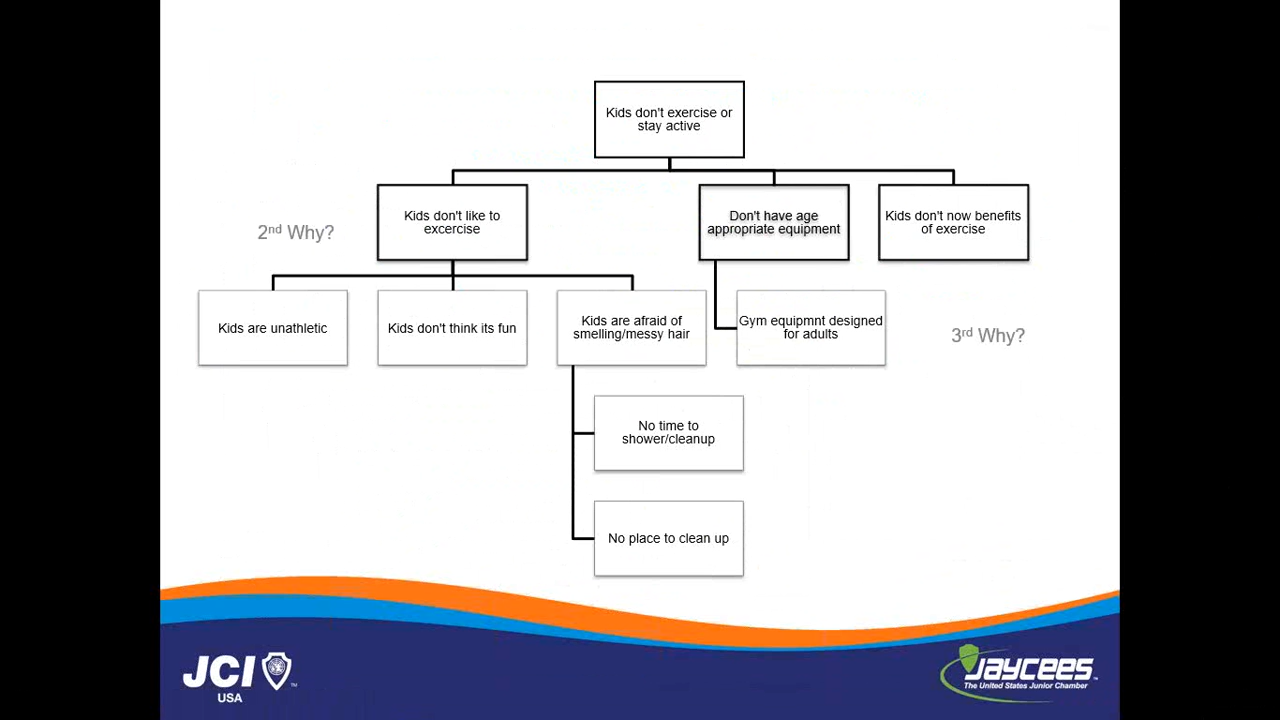 Kids don't exercise or
stay active
Kids don't like to
excercise
Don't have age
appropriate equipment
Kids don't now benefits
of exercise
2nd Why?
Kids are unathletic
Kids don't think its fun
Kids are afraid of
smelling/messy hair
Gym equipmnt designed
for adults
3rd Why?
No time to
shower/cleanup
No place to clean up
JCI
USA
TM
Jaycees
The United States Junior Chamber